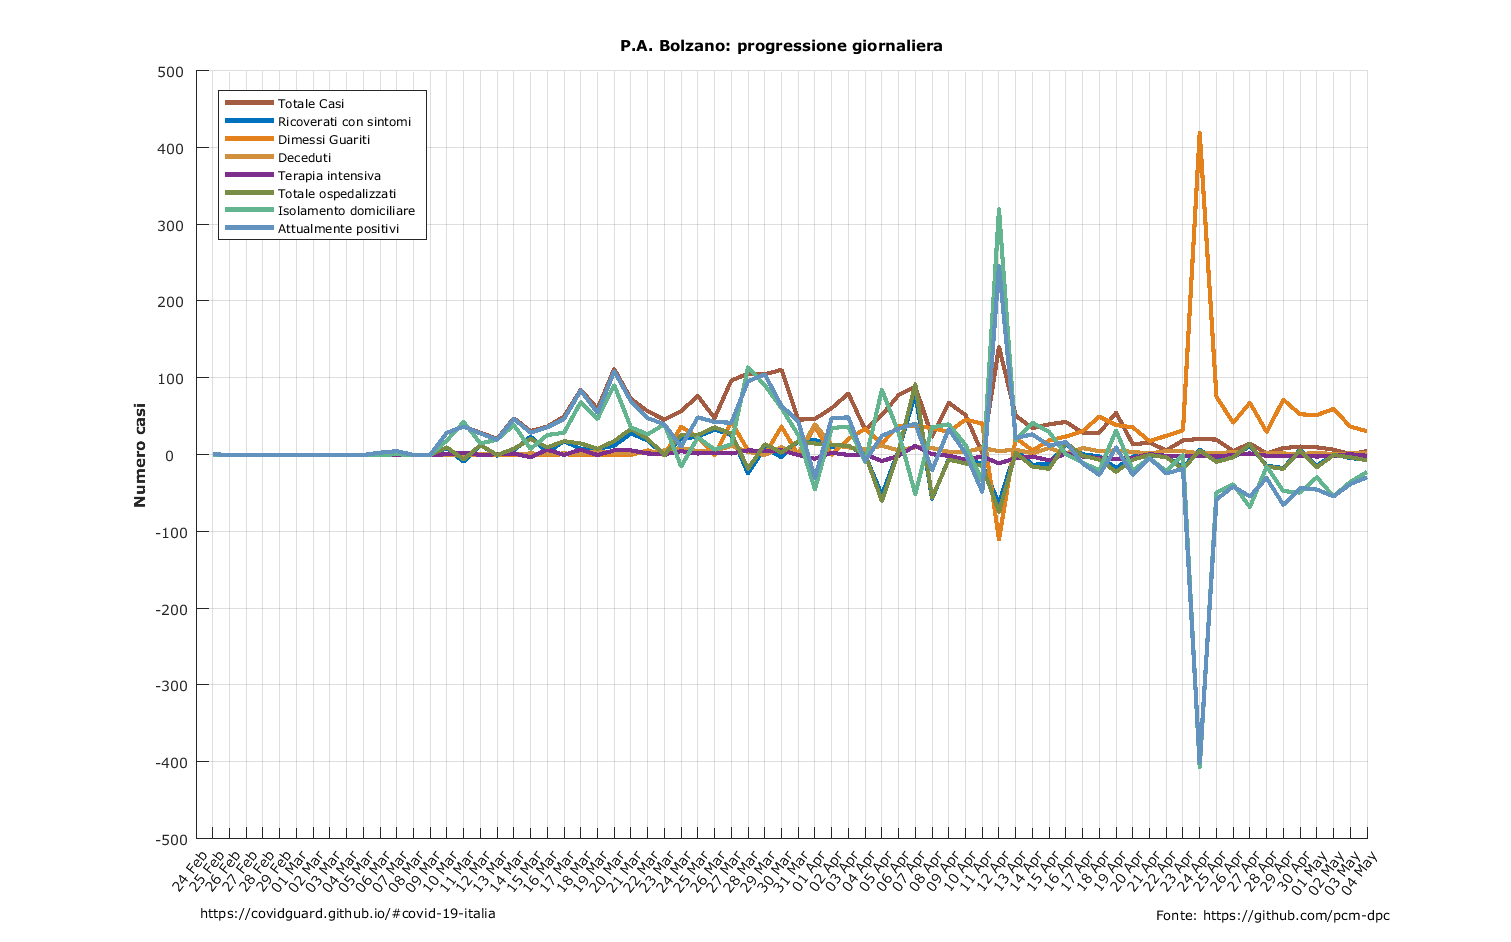 P.A. Bolzano: progressione giornaliera
500
400
300
200
100
0
-100
-200
-300
-400
-500
Numero casi
Totale Casi
Ricoverati con sintomi
Dimessi Guariti
Deceduti
Terapia intensiva
Totale ospedalizzati
Isolamento domiciliare
Attualmente positivi
24 Feb
25 Feb
26 Feb
27 Feb
28 Feb
29 Feb
01 Mar
02 Mar
03 Mar
04 Mar
05 Mar
06 Mar
07 Mar
08 Mar
09 Mar
10 Mar
11 Mar
12 Mar
13 Mar
14 Mar
15 Mar
16 Mar
17 Mar
18 Mar
19 Mar
20 Mar
21 Mar
22 Mar
23 Mar
24 Mar
25 Mar
26 Mar
27 Mar
28 Mar
29 Mar
30 Mar
31 Mar
01 Apr
02 Apr
03 Apr
04 Apr
05 Apr
06 Apr
07 Apr
08 Apr
09 Apr
10 Apr
11 Apr
12 Apr
13 Apr
14 Apr
15 Apr
16 Apr
17 Apr
18 Apr
19 Apr
20 Apr
21 Apr
22 Apr
23 Apr
24 Apr
25 Apr
26 Apr
27 Apr
28 Apr
29 Apr
30 Apr
01 May
02 May
03 May
04 May
https://covidguard.github.io/#covid-19-italia
Fonte: https://github.com/pcm-dpc